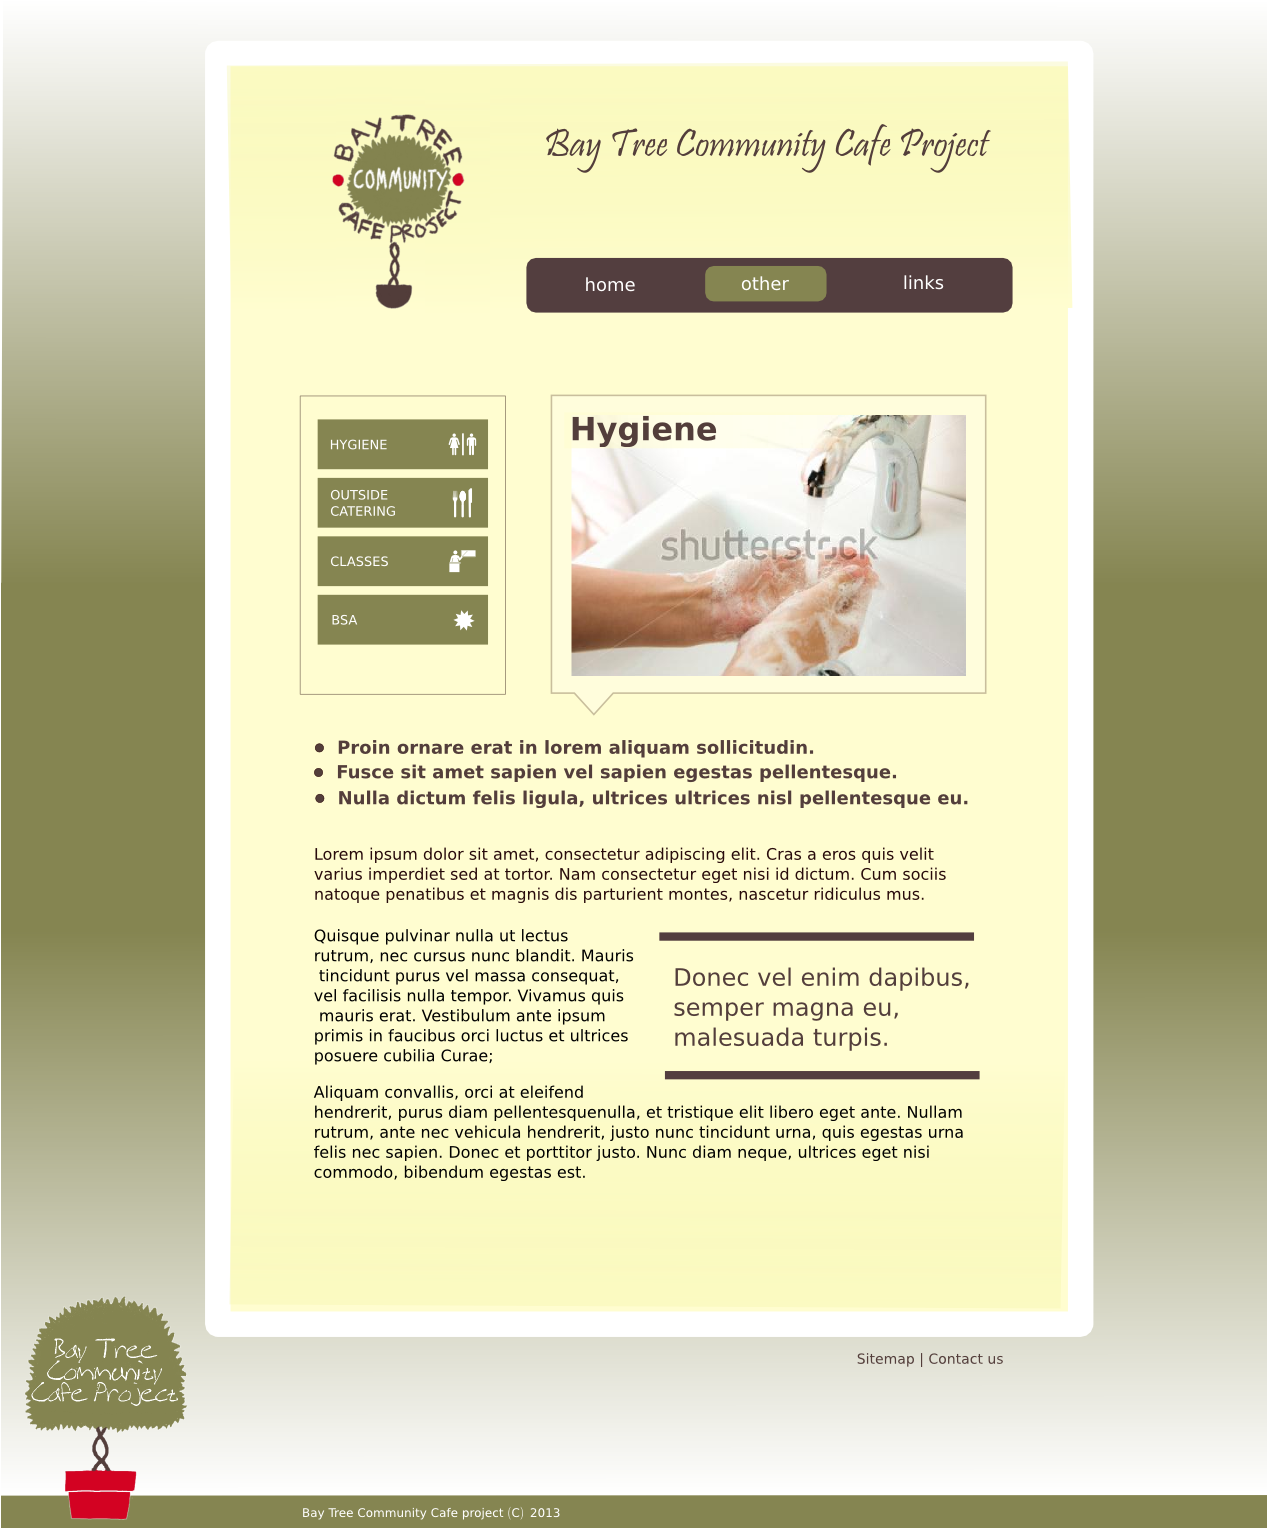 BAY TREE
COMMUNITY
CAFE PROJECT
Bay Tree Community Cafe Project
home
other
links
HYGIENE
OUTSIDE
CATERING
CLASSES
BSA
Hygiene
shutterstock
● Proin ornare erat in lorem aliquam sollicitudin.
● Fusce sit amet sapien vel sapien egestas pellentesque.
● Nulla dictum felis ligula, ultrices ultrices nisl pellentesque eu.
Lorem ipsum dolor sit amet, consectetur adipiscing elit. Cras a eros quis velit
varius imperdiet sed at tortor. Nam consectetur eget nisi id dictum. Cum sociis
natoque penatibus et magnis dis parturient montes, nascetur ridiculus mus.
Quisque pulvinar nulla ut lectus
rutrum, nec cursus nunc blandit. Mauris
tincidunt purus vel massa consequat,
vel facilisis nulla tempor. Vivamus quis
mauris erat. Vestibulum ante ipsum
primis in faucibus orci luctus et ultrices
posuere cubilia Curae;
Donec vel enim dapibus,
semper magna eu,
malesuada turpis.
Aliquam convallis, orci at eleifend
hendrerit, purus diam pellentesquenulla, et tristique elit libero eget ante. Nullam
rutrum, ante nec vehicula hendrerit, justo nunc tincidunt urna, quis egestas urna
felis nec sapien. Donec et porttitor justo. Nunc diam neque, ultrices eget nisi
commodo, bibendum egestas est.
Sitemap | Contact us
Bay Tree
Community
Cafe Project
Bay Tree Community Cafe project (C) 2013